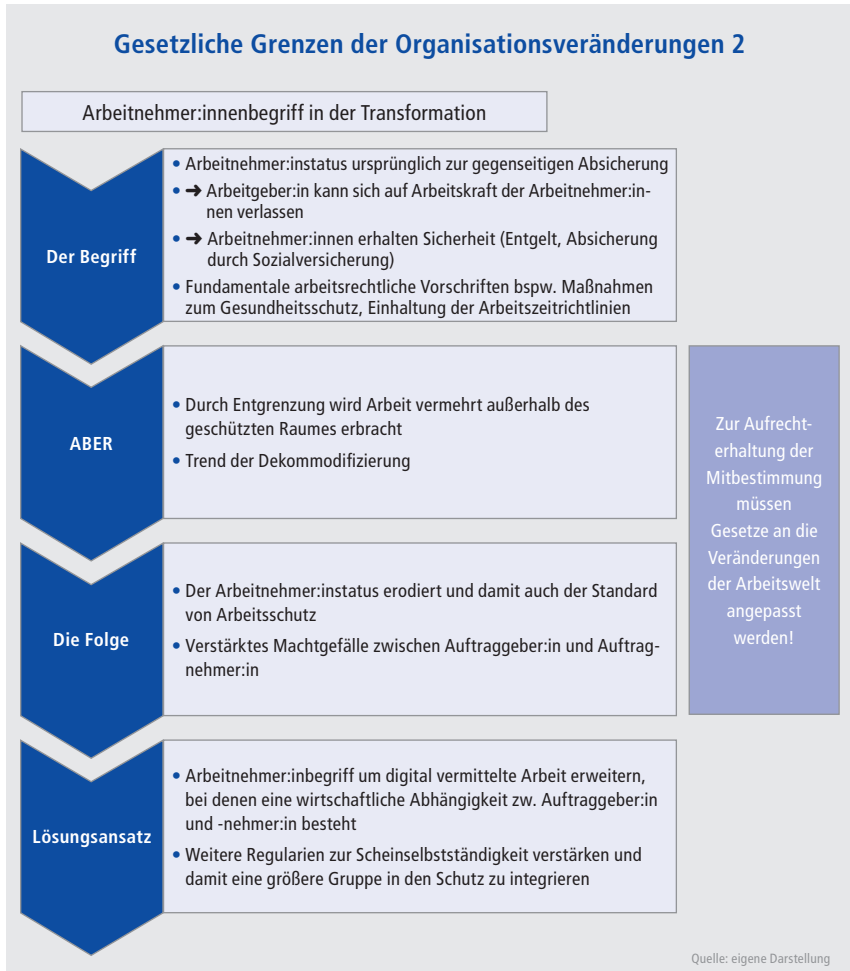 Gesetzliche Grenzen der Organisationsveränderungen 2
Arbeitnehmer:innenbegriff in der Transformation
Der Begriff
• Arbeitnehmer:instatus ursprünglich zur gegenseitigen Absicherung
• ➜ Arbeitgeber:in kann sich auf Arbeitskraft der Arbeitnehmer:in-
nen verlassen
• ➜ Arbeitnehmer:innen erhalten Sicherheit (Entgelt, Absicherung
durch Sozialversicherung)
• Fundamentale arbeitsrechtliche Vorschriften bspw. Maßnahmen
zum Gesundheitsschutz, Einhaltung der Arbeitszeitrichtlinien
ABER
• Durch Entgrenzung wird Arbeit vermehrt außerhalb des
geschützten Raumes erbracht
• Trend der Dekommodifizierung
Die Folge
• Der Arbeitnehmer:instatus erodiert und damit auch der Standard
von Arbeitsschutz
• Verstärktes Machtgefälle zwischen Auftraggeber:in und Auftrag-
nehmer:in
Zur Aufrecht-
erhaltung der
Mitbestimmung
müssen
Gesetze an die
Veränderungen
der Arbeitswelt
angepasst
werden!
Lösungsansatz
• Arbeitnehmer:inbegriff um digital vermittelte Arbeit erweitern,
bei denen eine wirtschaftliche Abhängigkeit zw. Auftraggeber:in
und -nehmer:in besteht
• Weitere Regularien zur Scheinselbstständigkeit verstärken und
damit eine größere Gruppe in den Schutz zu integrieren
Quelle: eigene Darstellung